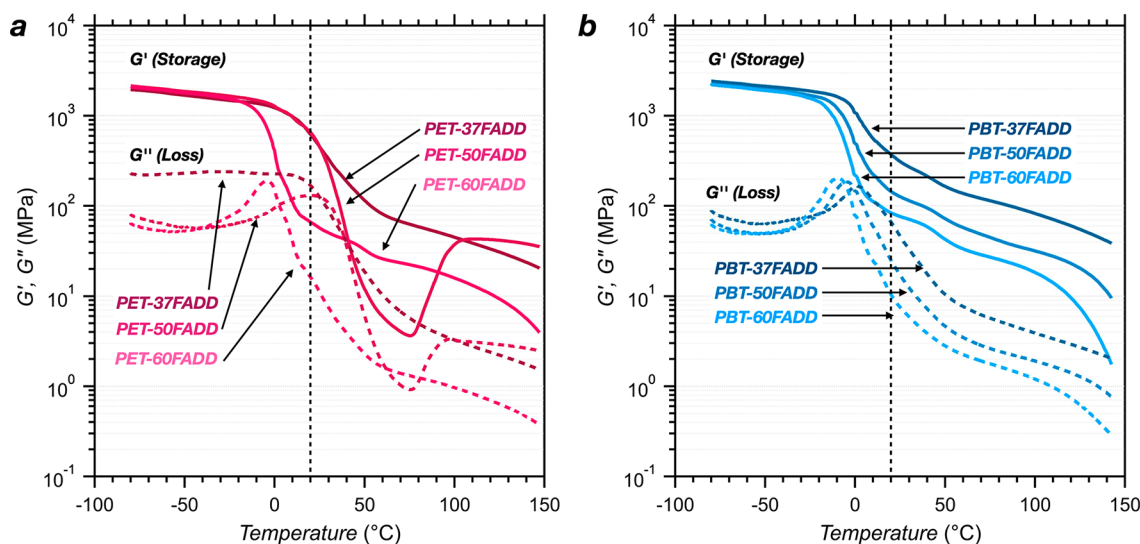 a
10⁴
10³
10²
10¹
10⁰
10⁻¹
G', G'' (MPa)
G' (Storage)
G'' (Loss)
PET-37FADD
PET-50FADD
PET-60FADD
PET-37FADD
PET-50FADD
PET-60FADD
-100 -50 0 50 100 150
Temperature (°C)
b
10⁴
10³
10²
10¹
10⁰
10⁻¹
G', G'' (MPa)
G' (Storage)
G'' (Loss)
PBT-37FADD
PBT-50FADD
PBT-60FADD
PBT-37FADD
PBT-50FADD
PBT-60FADD
-100 -50 0 50 100 150
Temperature (°C)